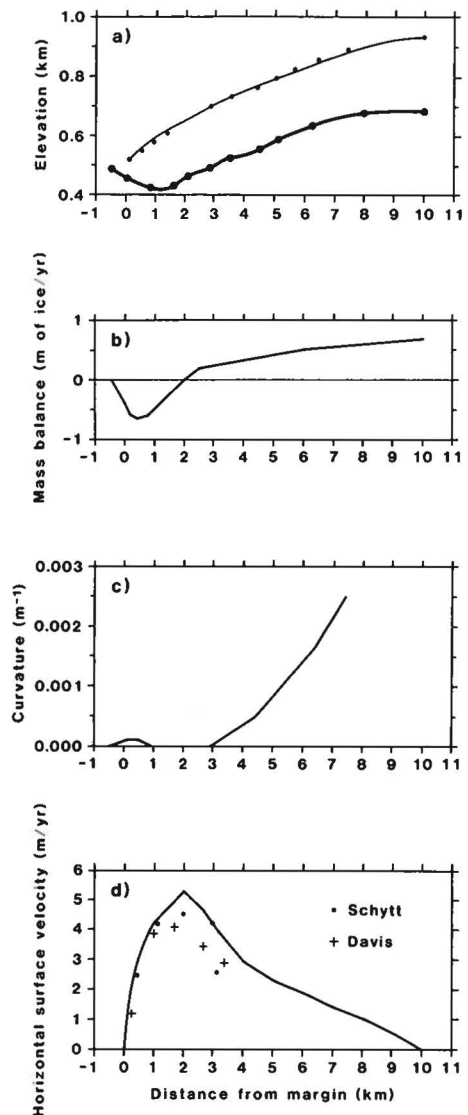 1.0
a)
0.8
0.6
0.4
Elevation (km)
-1 0 1 2 3 4 5 6 7 8 9 10 11
1
b)
0
-1
Mass balance (m of ice/yr)
-1 0 1 2 3 4 5 6 7 8 9 10 11
0.003
c)
0.002
0.001
0.000
Curvature (m⁻¹)
-1 0 1 2 3 4 5 6 7 8 9 10 11
6
d)
5
4
3
2
1
0
Horizontal surface velocity (m/yr)
• Schytt
+ Davis
-1 0 1 2 3 4 5 6 7 8 9 10 11
Distance from margin (km)